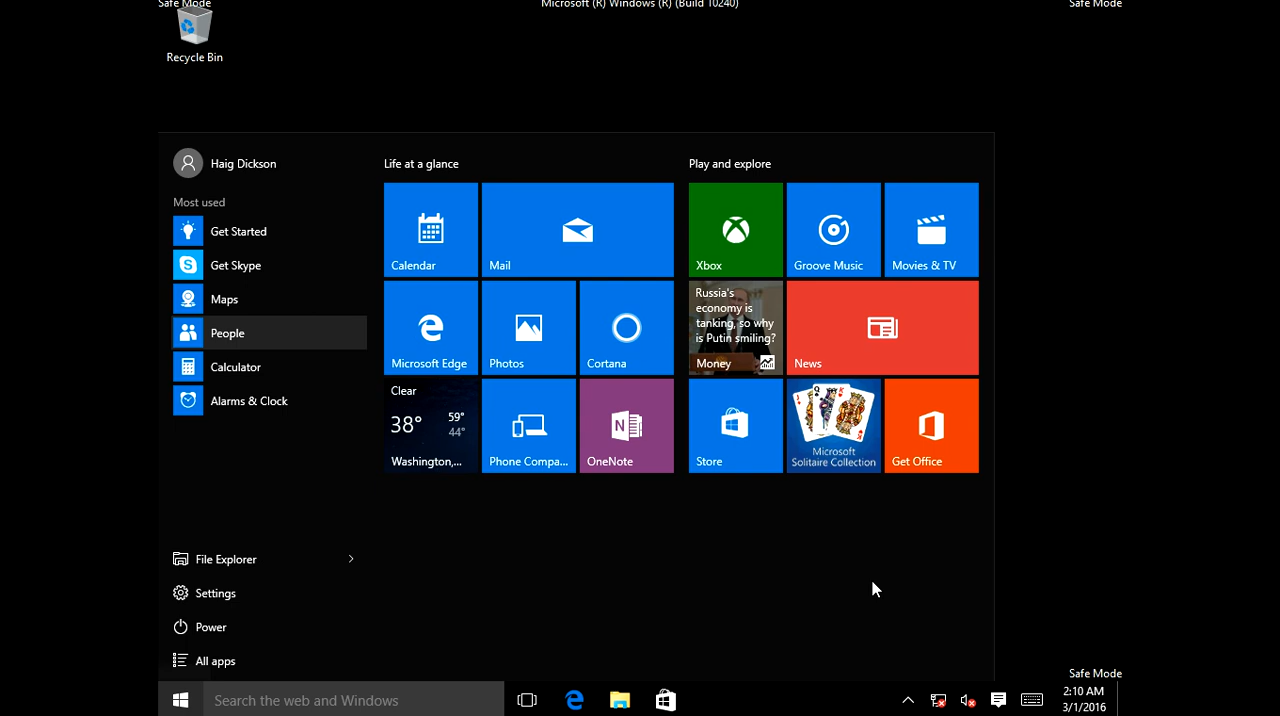 Safe Mode
Microsoft (R) Windows (R) (Build 10240)
Safe Mode
Recycle Bin
Haig Dickson
Most used
Get Started
Get Skype
Maps
People
Calculator
Alarms & Clock
File Explorer
Settings
Power
All apps
Life at a glance
Calendar
Mail
Microsoft Edge
Photos
Cortana
Clear
38°
59°
44°
Washington,...
Phone Compa...
N
OneNote
Play and explore
Xbox
Groove Music
Movies & TV
Russia's
economy is
tanking, so why
is Putin smiling?
Money
News
Store
Microsoft
Solitaire Collection
Get Office
Search the web and Windows
Safe Mode
2:10 AM
3/1/2016